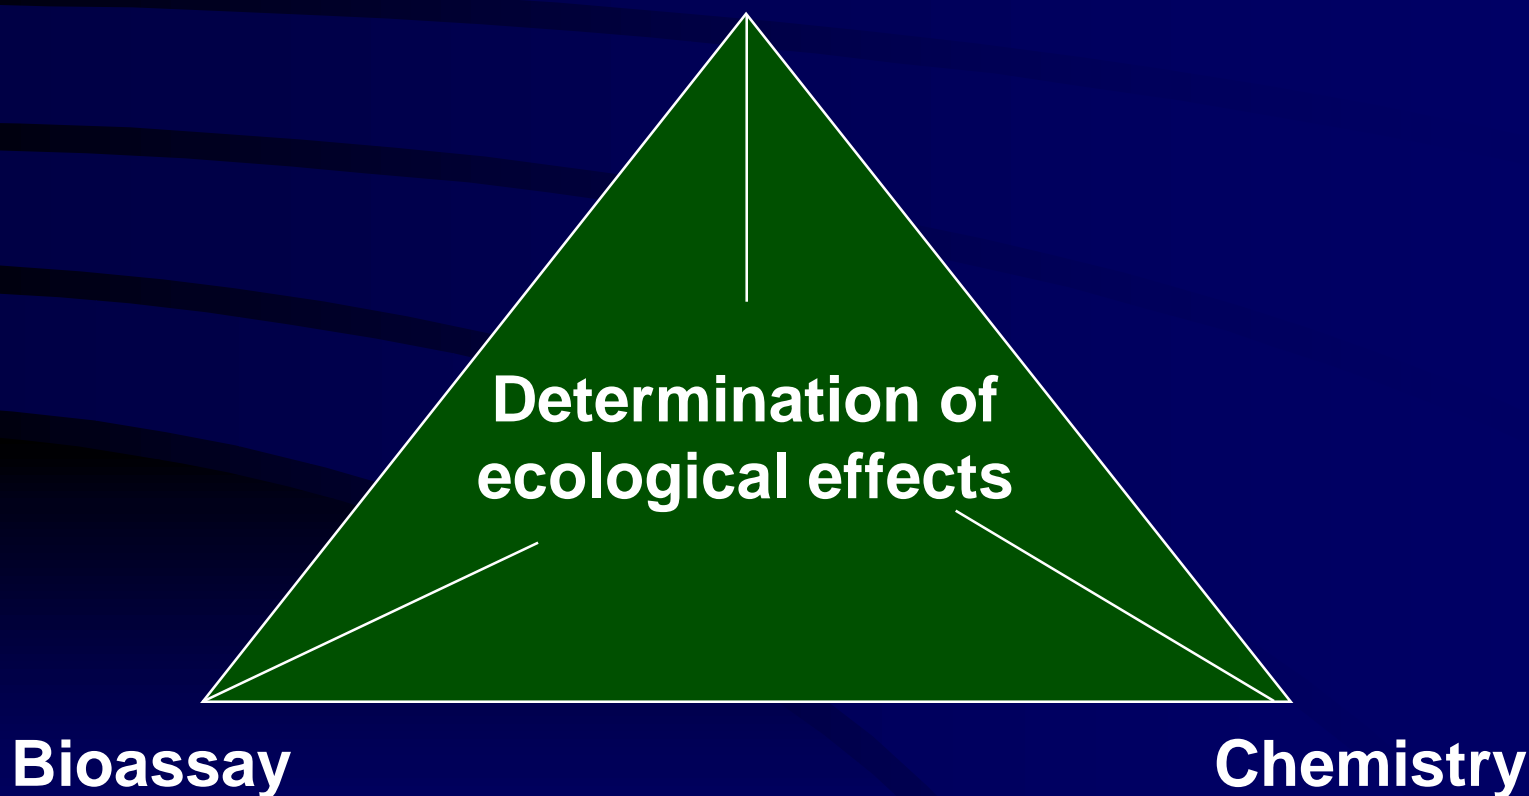 Determination of
ecological effects
Bioassay
Chemistry